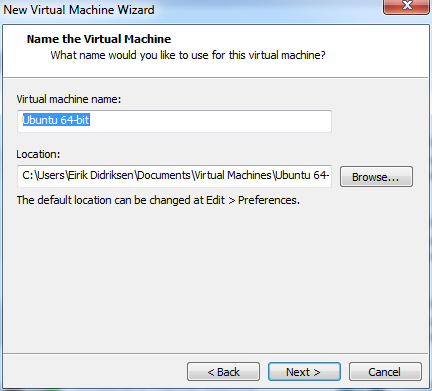 New Virtual Machine Wizard
Name the Virtual Machine
What name would you like to use for this virtual machine?
Virtual machine name:
Ubuntu 64-bit
Location:
C:\Users\Eirik Didriksen\Documents\Virtual Machines\Ubuntu 64-
Browse...
The default location can be changed at Edit > Preferences.
< Back
Next >
Cancel